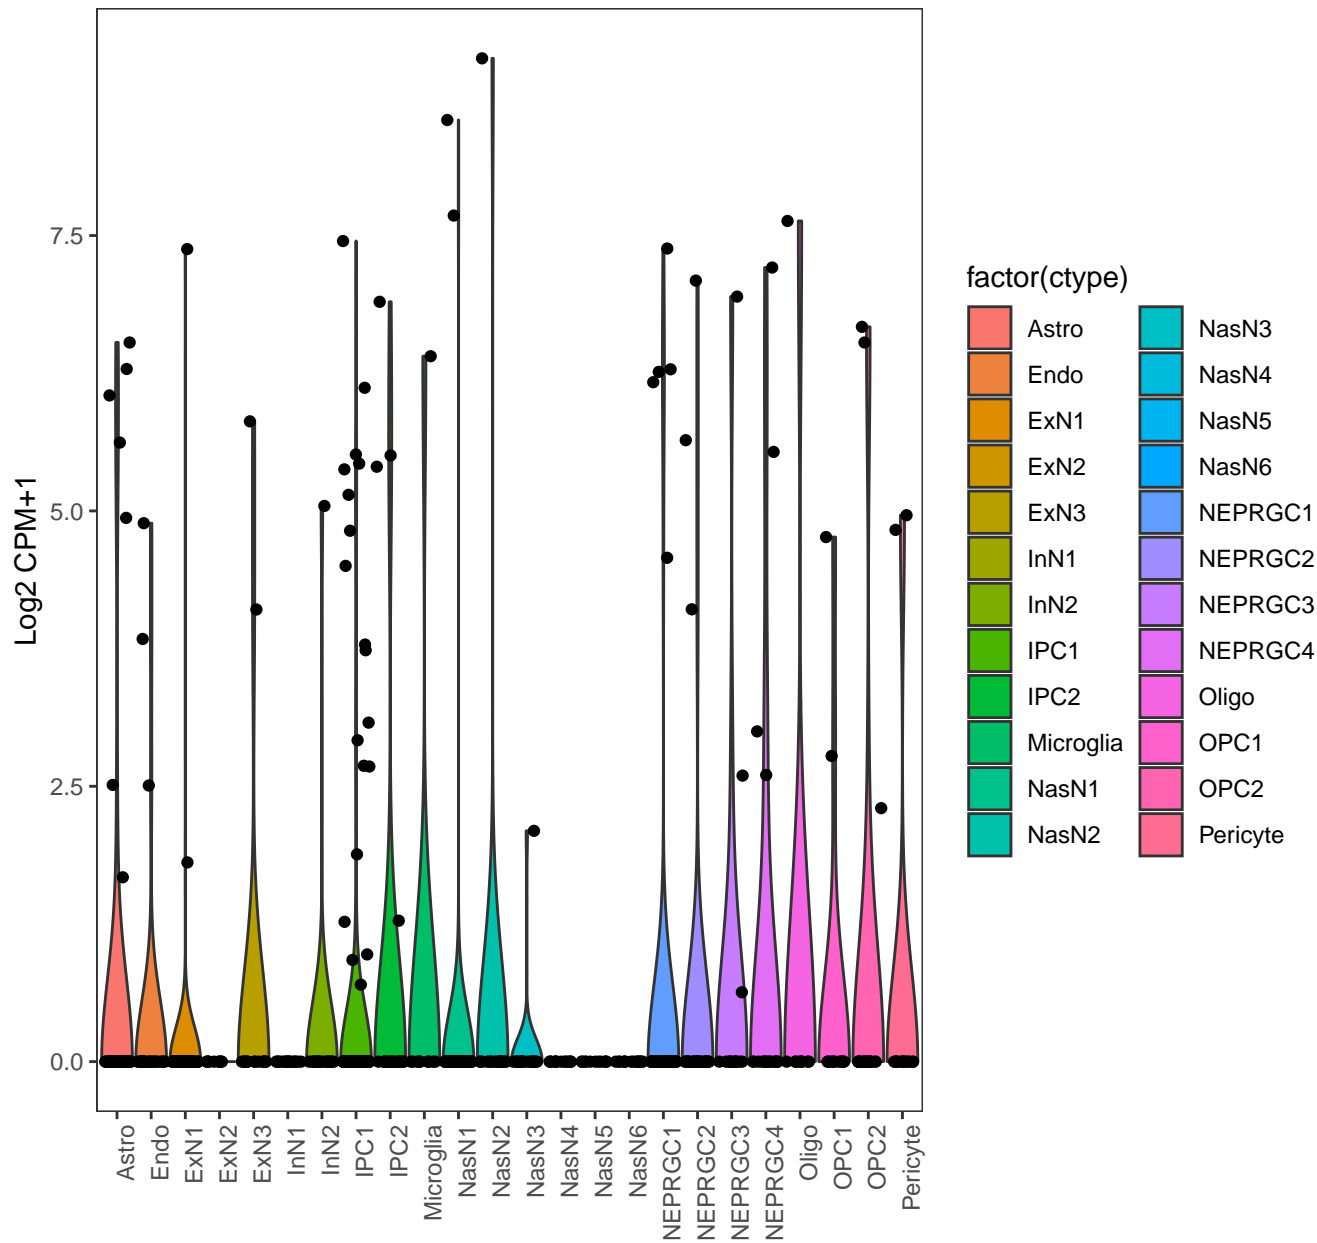 Log2 CPM+1
7.5
5.0
2.5
0.0
Astro
Endo
ExN1
ExN2
ExN3
InN1
InN2
IPC1
IPC2
Microglia
NasN1
NasN2
NasN3
NasN4
NasN5
NasN6
NEPRGC1
NEPRGC2
NEPRGC3
NEPRGC4
Oligo
OPC1
OPC2
Pericyte
factor(ctype)
Astro
Endo
ExN1
ExN2
ExN3
InN1
InN2
IPC1
IPC2
Microglia
NasN1
NasN2
NasN3
NasN4
NasN5
NasN6
NEPRGC1
NEPRGC2
NEPRGC3
NEPRGC4
Oligo
OPC1
OPC2
Pericyte